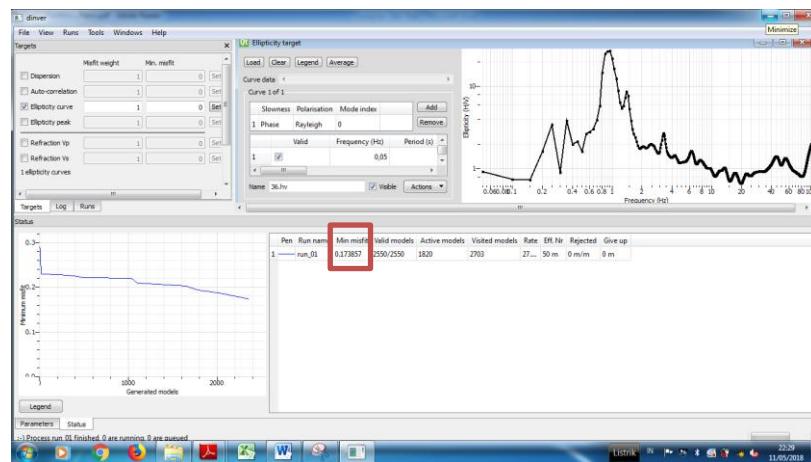 dinver
File View Runs Tools Windows Help
Minimize
Targets
Misfit weight Min. misfit
Dispersion 1 0 Set
Auto-correlation 1 0 Set
Ellipticity curve 1 0 Set
Ellipticity peak 1 0 Set
Refraction Vp 1 0 Set
Refraction Vs 1 0 Set
1 ellipticity curves
Targets Log Runs
Ellipticity target
Load Clear Legend Average
Curve data
Curve 1 of 1
Slowness Polarisation Mode index
1 Phase Rayleigh 0
Add
Remove
Valid Frequency (Hz) Period (s)
1 0,05
Name 36.hv Visible Actions
Ellipticity (H/V)
10
1
0.2 0.4 0.6 0.8 1 2 4 6 8 10 20 40 60 80
Frequency (Hz)
Status
0.3
0.2
0.1
Minimum misfit
1000 2000
Generated models
Legend
Pen Run name Min misfit Valid models Active models Visited models Rate Eff. Nr Rejected Give up
1 run_01 0.173857 2550/2550 1820 2703 27... 50 m 0 m/m 0 m
Parameters Status
:-) Process run_01 finished, 0 are running, 0 are queued
Listrik IN 22:29
11/05/2018